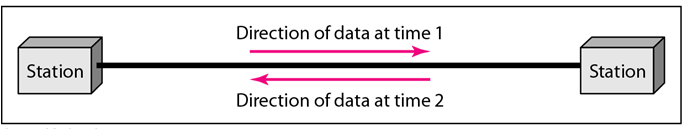 Direction of data at time 1
Station
Station
Direction of data at time 2